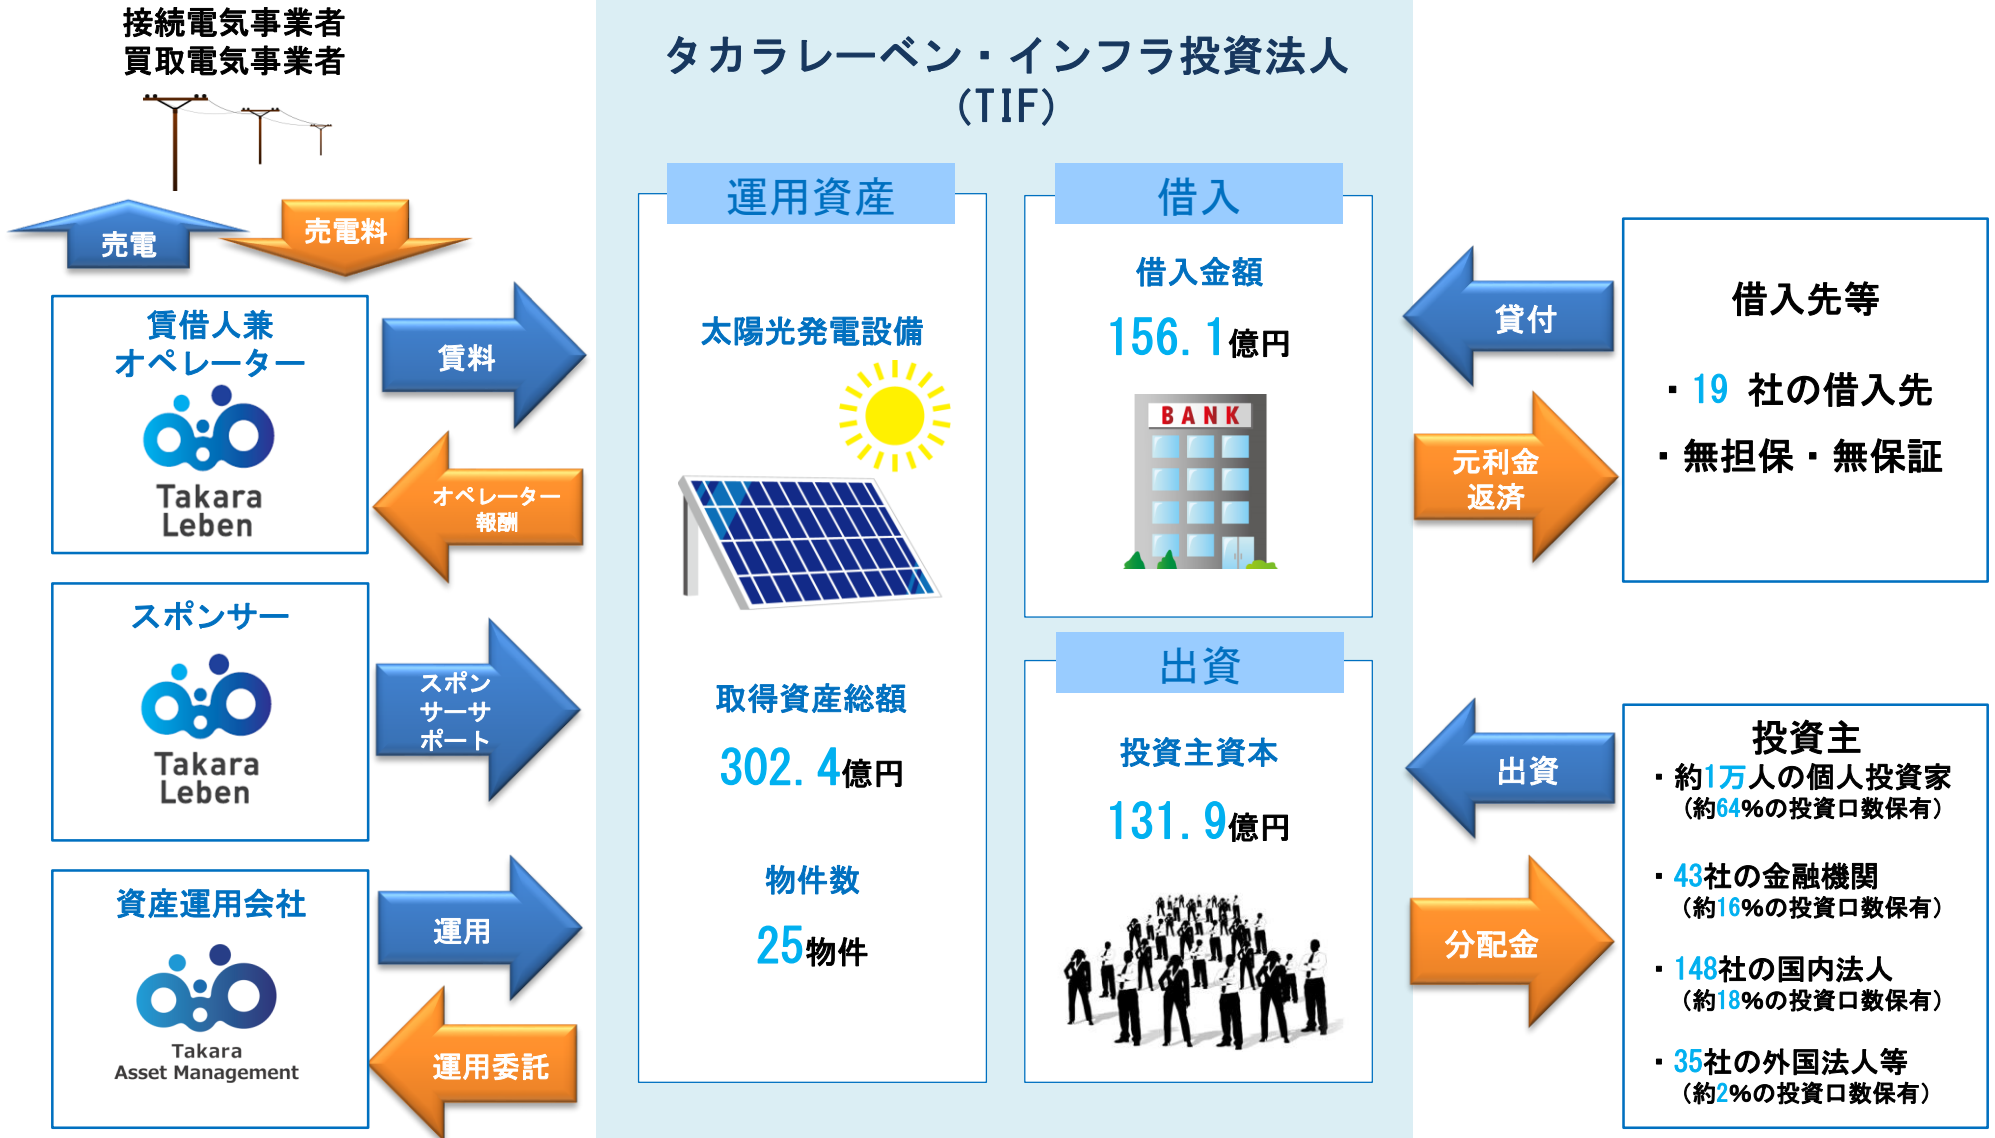 接続電気事業者
買取電気事業者
売電
売電料
賃借人兼
オペレーター
Takara
Leben
賃料
オペレーター
報酬
スポンサー
Takara
Leben
スポン
サーサ
ポート
資産運用会社
Takara
Asset Management
運用
運用委託
タカラレーベン・インフラ投資法人
(TIF)
運用資産
太陽光発電設備
取得資産総額
302.4億円
物件数
25物件
借入
借入金額
156.1億円
BANK
出資
投資主資本
131.9億円
貸付
元利金
返済
借入先等
・19 社の借入先
・無担保・無保証
出資
分配金
投資主
・約1万人の個人投資家
(約64%の投資口数保有)
・43社の金融機関
(約16%の投資口数保有)
・148社の国内法人
(約18%の投資口数保有)
・35社の外国法人等
(約2%の投資口数保有)